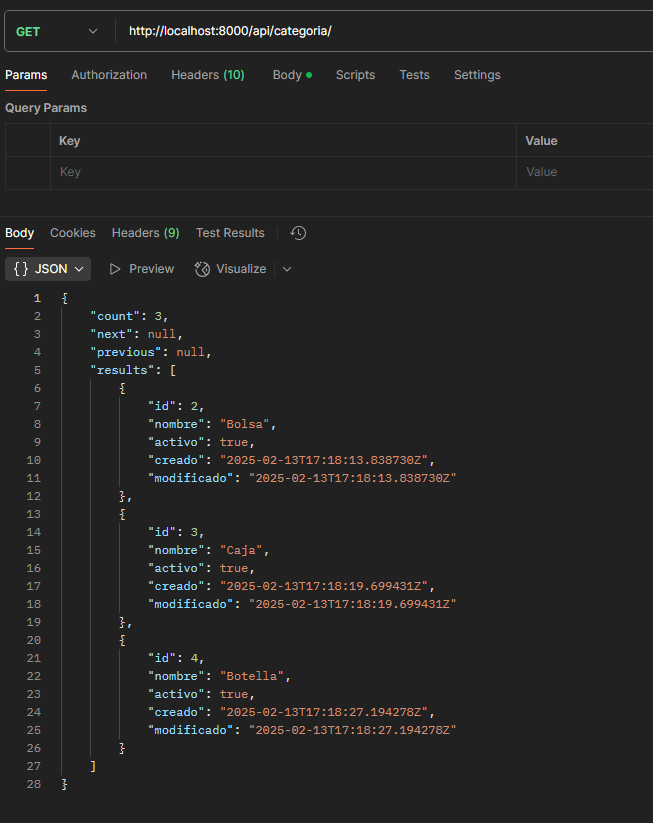 GET http://localhost:8000/api/categoria/
Params Authorization Headers (10) Body Scripts Tests Settings
Query Params
Key Value
Key Value
Body Cookies Headers (9) Test Results
{} JSON Preview Visualize
1 {
2 "count": 3,
3 "next": null,
4 "previous": null,
5 "results": [
6 {
7 "id": 2,
8 "nombre": "Bolsa",
9 "activo": true,
10 "creado": "2025-02-13T17:18:13.838730Z",
11 "modificado": "2025-02-13T17:18:13.838730Z"
12 },
13 {
14 "id": 3,
15 "nombre": "Caja",
16 "activo": true,
17 "creado": "2025-02-13T17:18:19.699431Z",
18 "modificado": "2025-02-13T17:18:19.699431Z"
19 },
20 {
21 "id": 4,
22 "nombre": "Botella",
23 "activo": true,
24 "creado": "2025-02-13T17:18:27.194278Z",
25 "modificado": "2025-02-13T17:18:27.194278Z"
26 }
27 ]
28 }